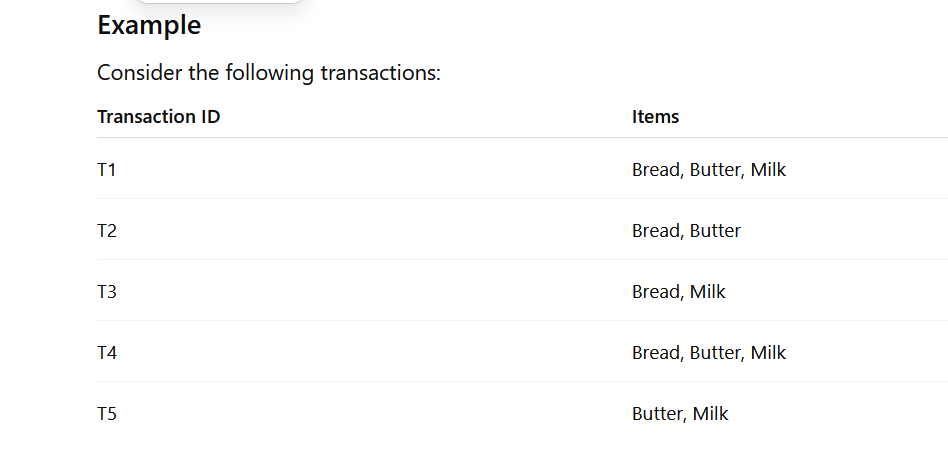 Example
Consider the following transactions:
Transaction ID Items
T1 Bread, Butter, Milk
T2 Bread, Butter
T3 Bread, Milk
T4 Bread, Butter, Milk
T5 Butter, Milk